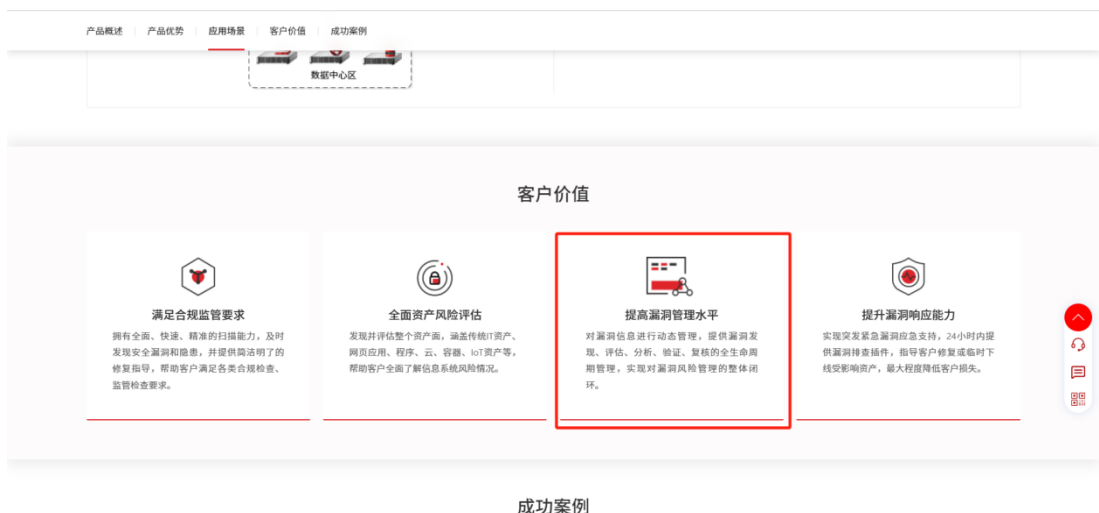 产品概述
产品优势
应用场景
客户价值
成功案例
数据中心区
客户价值
满足合规监管要求
拥有全面、快速、精准的扫描能力，及时
发现安全漏洞和隐患，并提供简洁明了的
修复指导，帮助客户满足各类合规检查、
监管检查要求。
全面资产风险评估
发现并评估整个资产面，涵盖传统IT资产、
网页应用、程序、云、容器、IoT资产等，
帮助客户全面了解信息系统风险情况。
提高漏洞管理水平
对漏洞信息进行动态管理，提供漏洞发
现、评估、分析、验证、复核的全生命周
期管理，实现对漏洞风险管理的整体闭
环。
提升漏洞响应能力
实现突发紧急漏洞应急支持，24小时内提
供漏洞排查插件，指导客户修复或临时下
线受影响资产，最大程度降低客户损失。
成功案例